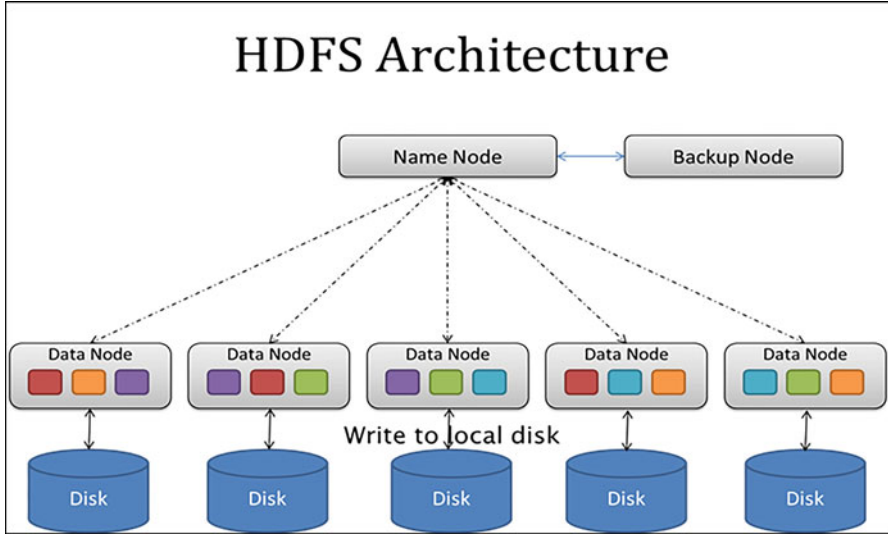 HDFS Architecture
Name Node
Backup Node
Data Node
Data Node
Data Node
Data Node
Data Node
Write to local disk
Disk
Disk
Disk
Disk
Disk